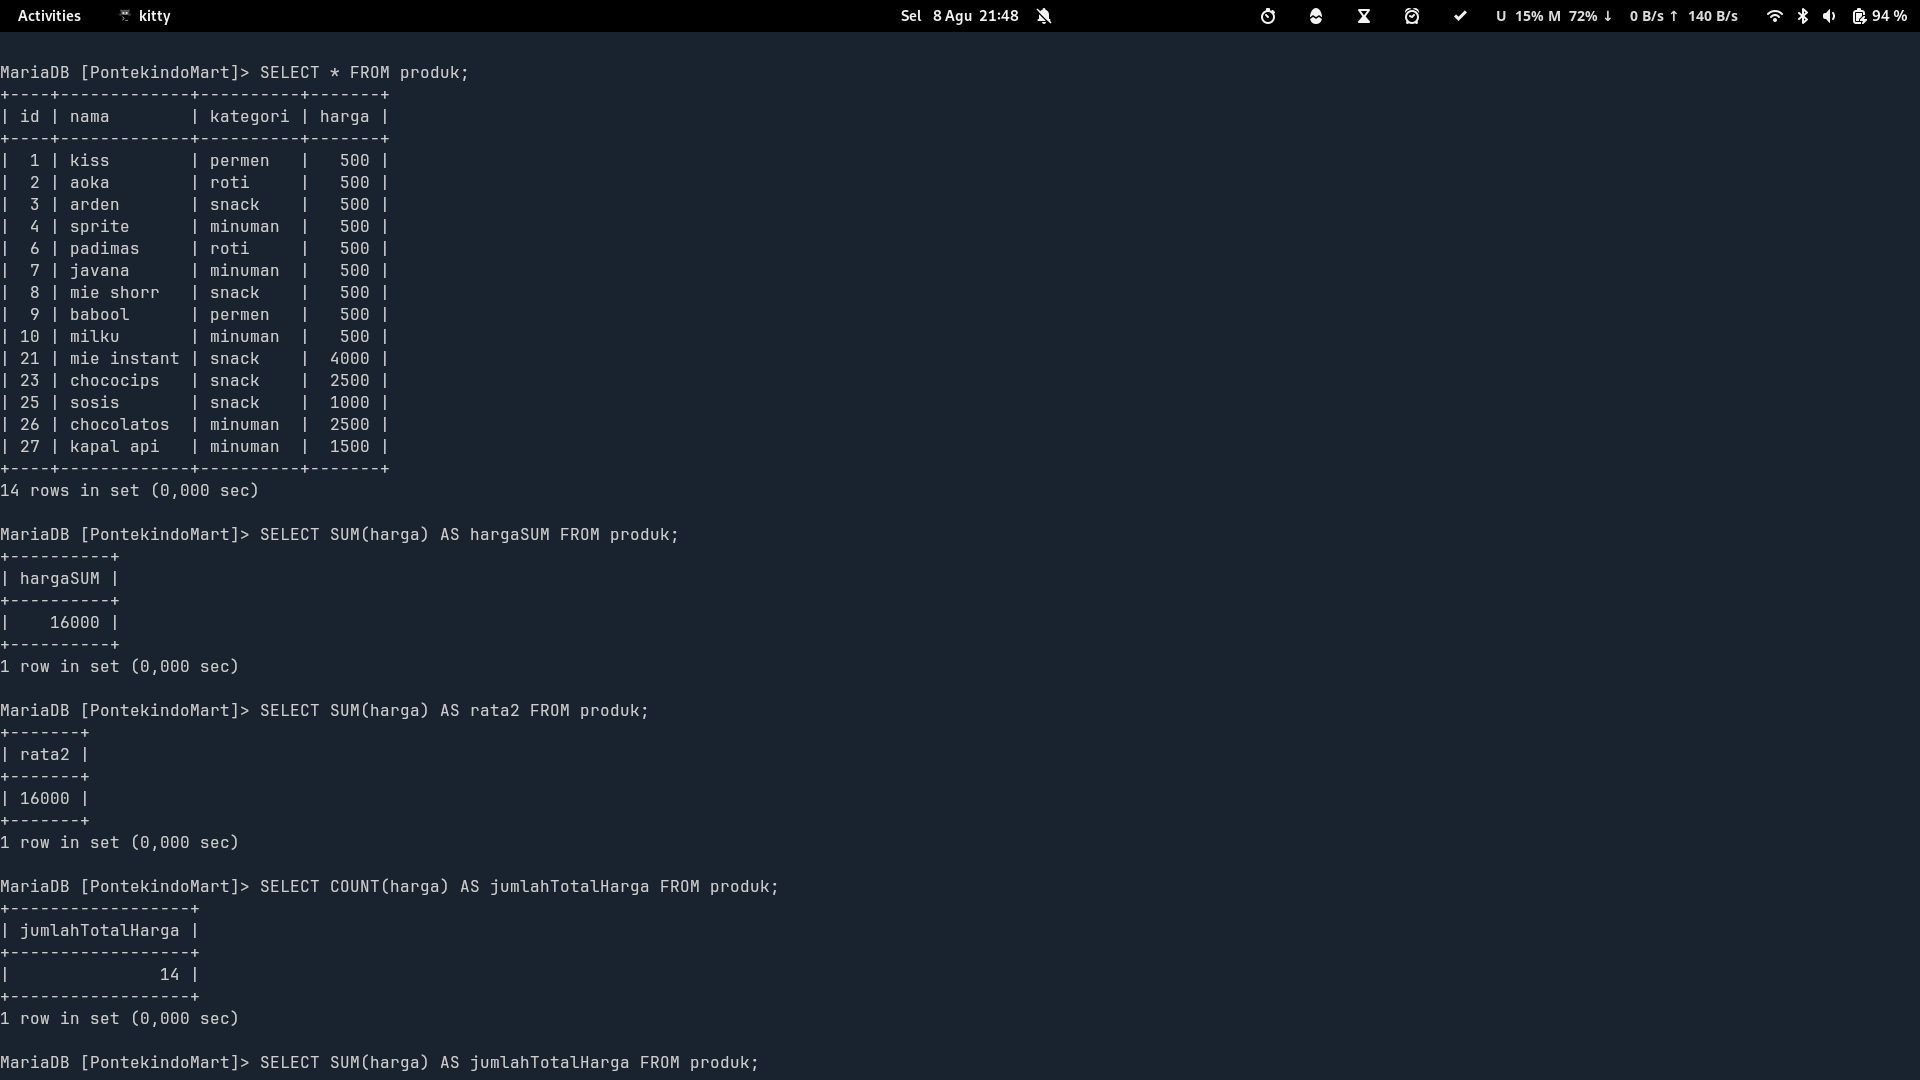 Activities kitty Sel 8 Agu 21:48 U 15% M 72% ↓ 0 B/s ↑ 140 B/s 94 %
MariaDB [PontekindoMart]> SELECT * FROM produk;
+----+-------------+----------+-------+
| id | nama        | kategori | harga |
+----+-------------+----------+-------+
|  1 | kiss        | permen   |   500 |
|  2 | aoka        | roti     |   500 |
|  3 | arden       | snack    |   500 |
|  4 | sprite      | minuman  |   500 |
|  6 | padimas     | roti     |   500 |
|  7 | javana      | minuman  |   500 |
|  8 | mie shorr   | snack    |   500 |
|  9 | babool      | permen   |   500 |
| 10 | milku       | minuman  |   500 |
| 21 | mie instant | snack    |  4000 |
| 23 | chococips   | snack    |  2500 |
| 25 | sosis       | snack    |  1000 |
| 26 | chocolatos  | minuman  |  2500 |
| 27 | kapal api   | minuman  |  1500 |
+----+-------------+----------+-------+
14 rows in set (0,000 sec)
MariaDB [PontekindoMart]> SELECT SUM(harga) AS hargaSUM FROM produk;
+----------+
| hargaSUM |
+----------+
|    16000 |
+----------+
1 row in set (0,000 sec)
MariaDB [PontekindoMart]> SELECT SUM(harga) AS rata2 FROM produk;
+-------+
| rata2 |
+-------+
| 16000 |
+-------+
1 row in set (0,000 sec)
MariaDB [PontekindoMart]> SELECT COUNT(harga) AS jumlahTotalHarga FROM produk;
+------------------+
| jumlahTotalHarga |
+------------------+
|               14 |
+------------------+
1 row in set (0,000 sec)
MariaDB [PontekindoMart]> SELECT SUM(harga) AS jumlahTotalHarga FROM produk;